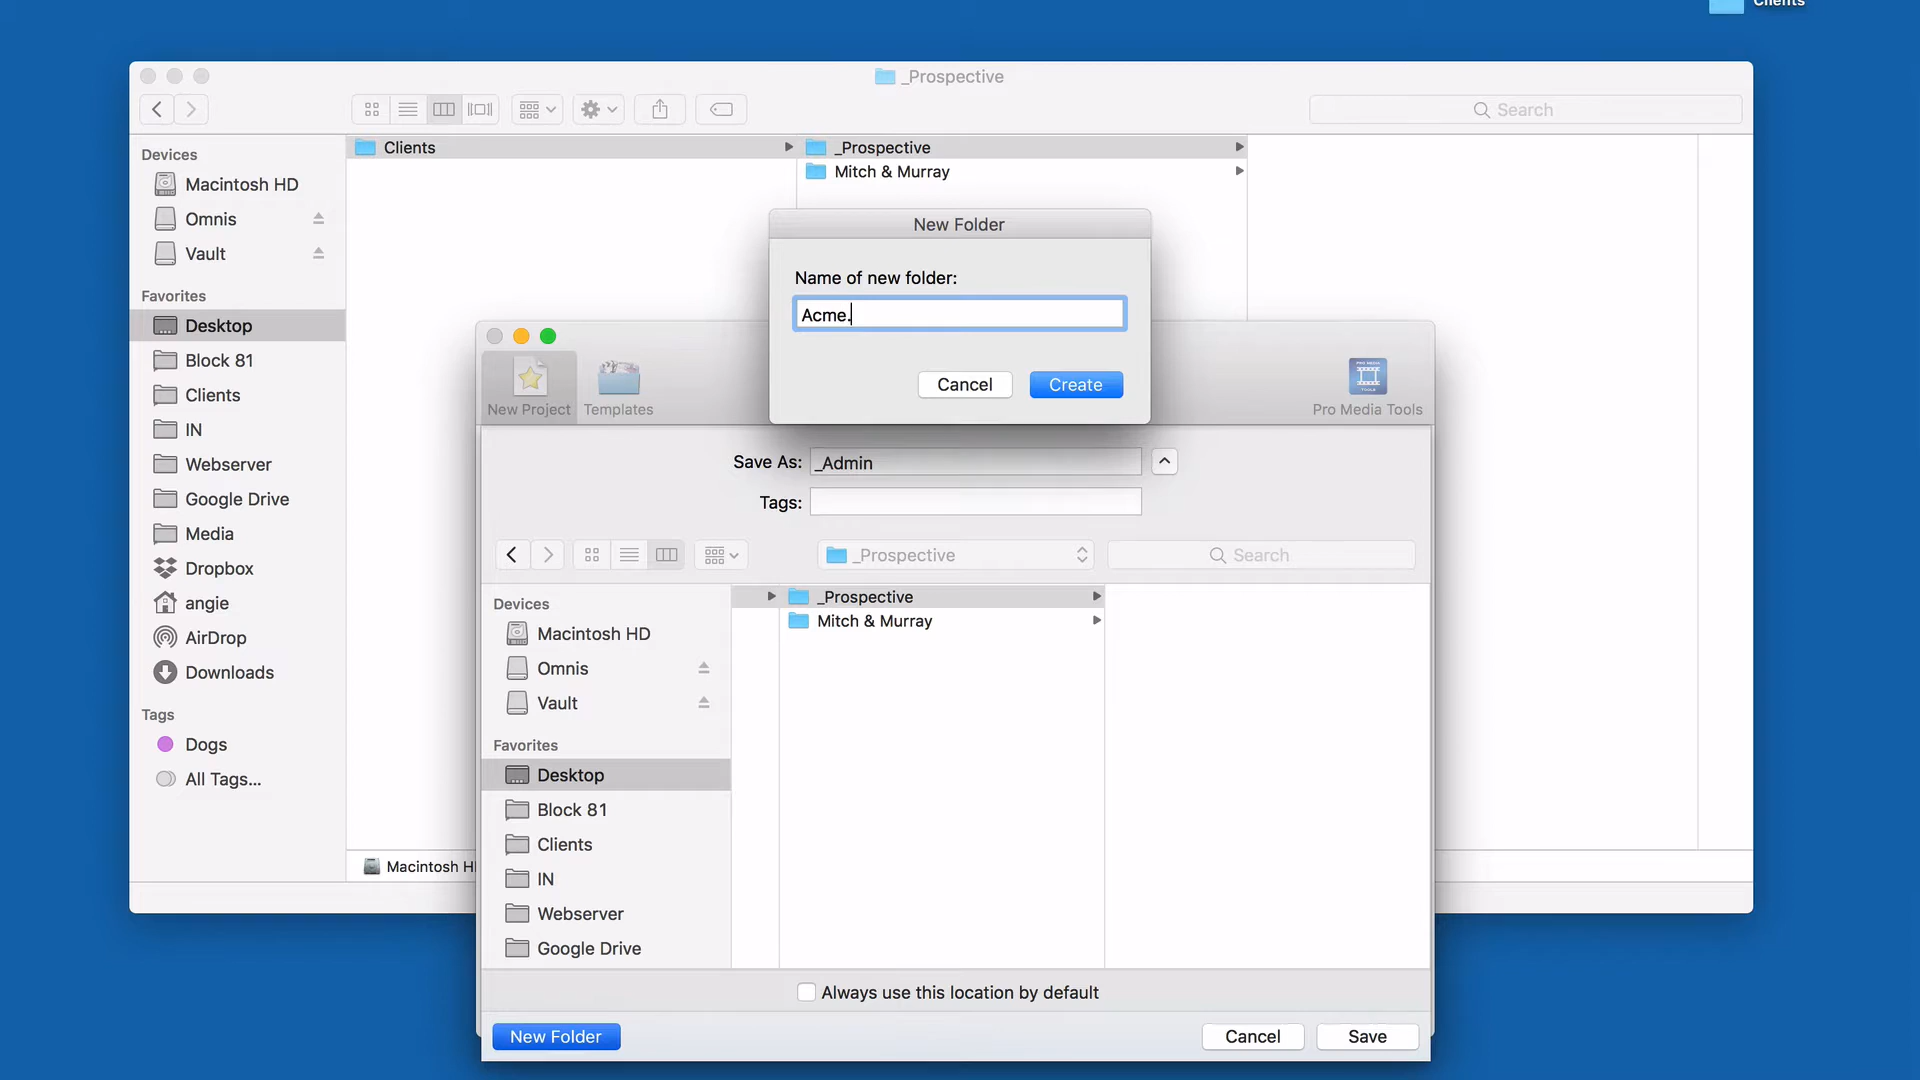 Clients
_Prospective
Search
Devices
Macintosh HD
Omnis
Vault
Favorites
Desktop
Block 81
Clients
IN
Webserver
Google Drive
Media
Dropbox
angie
AirDrop
Downloads
Tags
Dogs
All Tags...
Clients
_Prospective
Mitch & Murray
Macintosh H
New Folder
Name of new folder:
Acme.
Cancel
Create
New Project
Templates
PRO MEDIA
TOOLS
Pro Media Tools
Save As:
_Admin
Tags:
_Prospective
Search
Devices
Macintosh HD
Omnis
Vault
Favorites
Desktop
Block 81
Clients
IN
Webserver
Google Drive
_Prospective
Mitch & Murray
Always use this location by default
New Folder
Cancel
Save